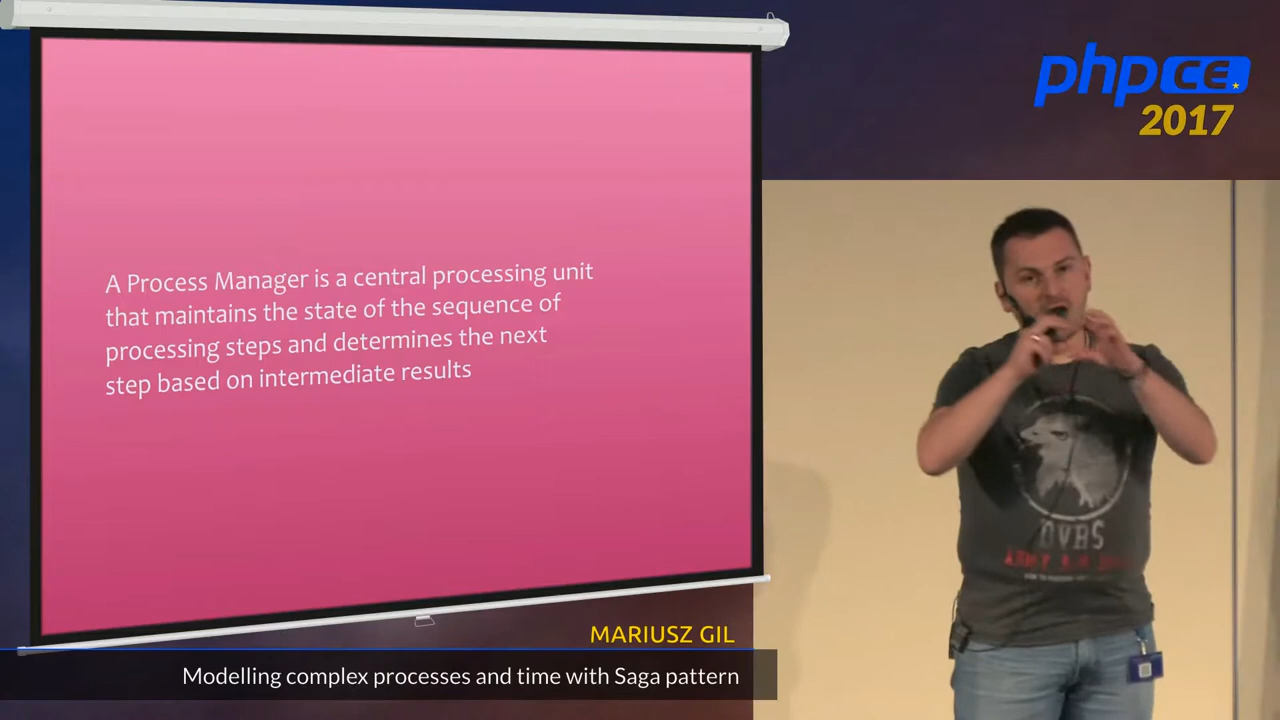 phpCE
2017
A Process Manager is a central processing unit
that maintains the state of the sequence of
processing steps and determines the next
step based on intermediate results
OVRS
MARIUSZ GIL
Modelling complex processes and time with Saga pattern